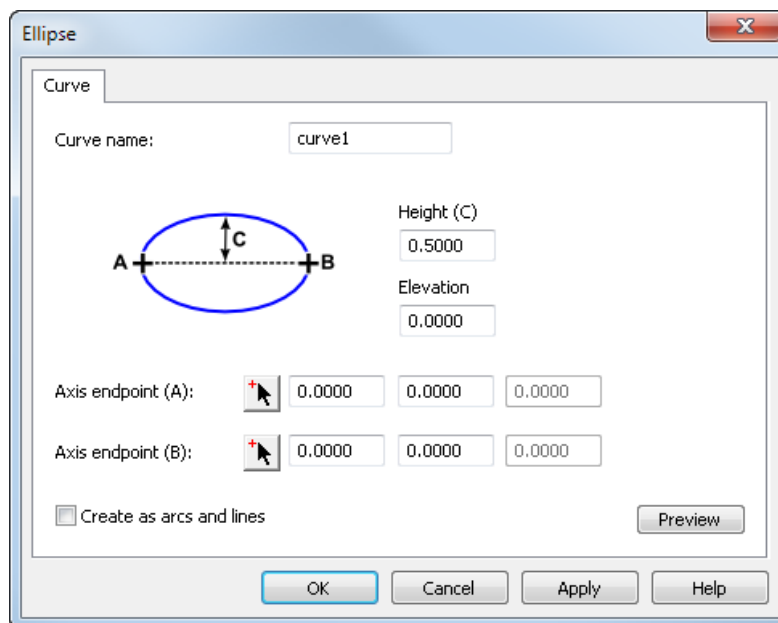 Ellipse
X
Curve
Curve name: curve1
Height (C)
0.5000
C
A B
Elevation
0.0000
Axis endpoint (A): 0.0000 0.0000 0.0000
Axis endpoint (B): 0.0000 0.0000 0.0000
Create as arcs and lines Preview
OK Cancel Apply Help